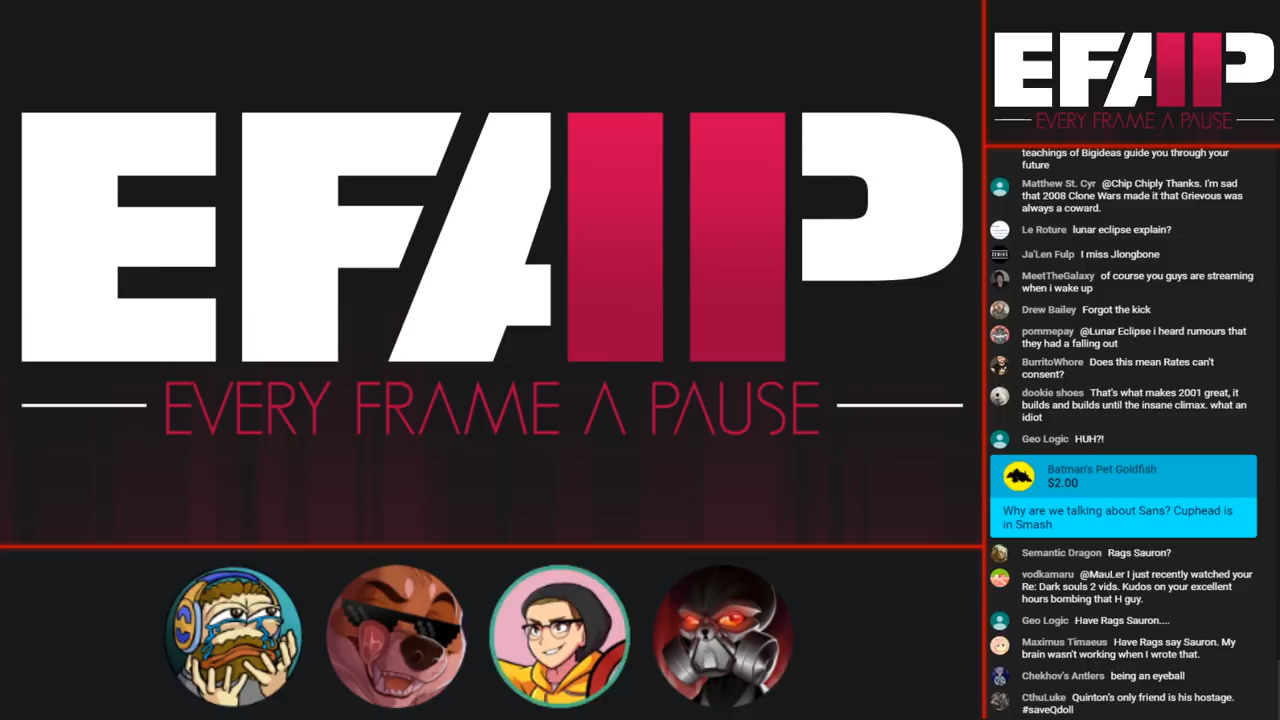 EFAP
EVERY FRAME A PAUSE
EFAP
EVERY FRAME A PAUSE
teachings of Bigideas guide you through your
future
Matthew St. Cyr @Chip Chiply Thanks. I'm sad
that 2008 Clone Wars made it that Grievous was
always a coward.
Le Roture lunar eclipse explain?
Ja'Len Fulp I miss Jlongbone
MeetTheGalaxy of course you guys are streaming
when i wake up
Drew Bailey Forgot the kick
pommepay @Lunar Eclipse i heard rumours that
they had a falling out
BurritoWhore Does this mean Rates can't
consent?
dookie shoes That's what makes 2001 great, it
builds and builds until the insane climax. what an
idiot
Geo Logic HUH?!
Batman's Pet Goldfish
$2.00
Why are we talking about Sans? Cuphead is
in Smash
Semantic Dragon Rags Sauron?
vodkamaru @MauLer I just recently watched your
Re: Dark souls 2 vids. Kudos on your excellent
hours bombing that H guy.
Geo Logic Have Rags Sauron....
Maximus Timaeus Have Rags say Sauron. My
brain wasn't working when I wrote that.
Chekhov's Antlers being an eyeball
CthuLuke Quinton's only friend is his hostage.
#saveQdoll